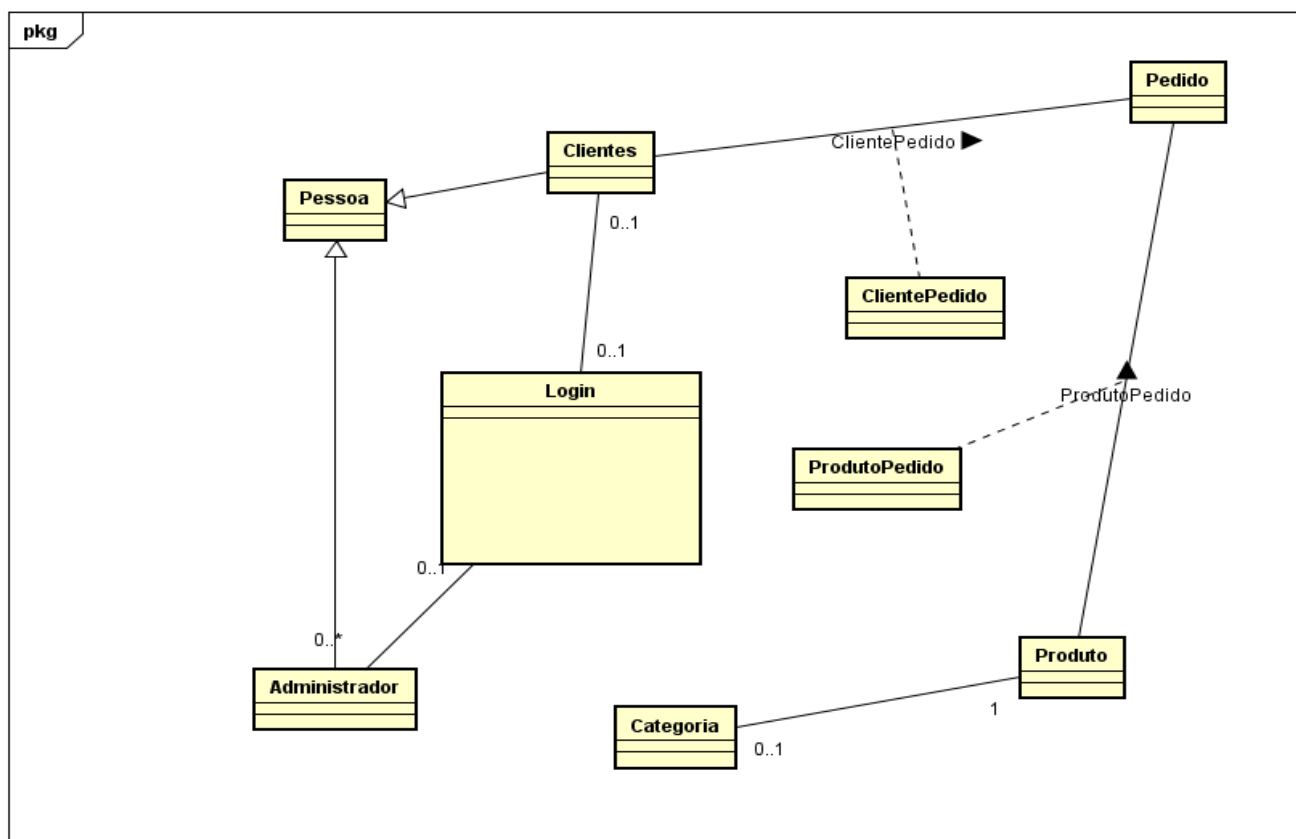 pkg
Pedido
Clientes
ClientePedido
Pessoa
0..1
ClientePedido
0..1
Login
ProdutoPedido
ProdutoPedido
0..1
0..*
Produto
Administrador
1
Categoria
0..1